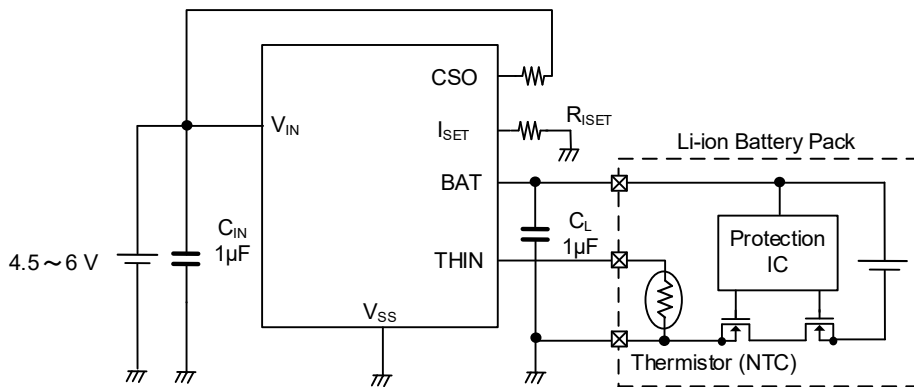 CSO
V_IN
I_SET
R_ISET
Li-ion Battery Pack
BAT
C_IN
1µF
C_L
1µF
Protection
IC
4.5～6 V
THIN
V_SS
Thermistor (NTC)